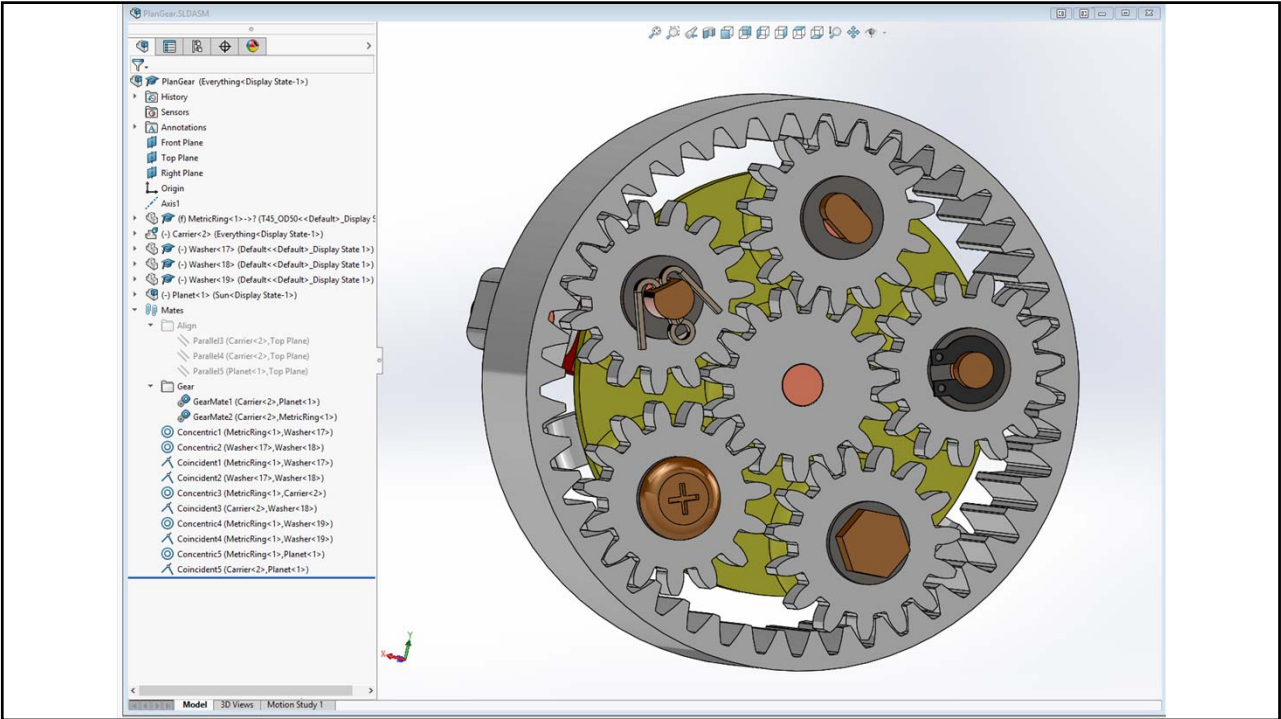 PlanGear.SLDASM
PlanGear (Everything<Display State-1>)
History
Sensors
Annotations
Front Plane
Top Plane
Right Plane
Origin
Axis1
(f) MetricRing<1>->? (T45_OD50<<Default>_Display S
(-) Carrier<2> (Everything<Display State-1>)
(-) Washer<17> (Default<<Default>_Display State 1>)
(-) Washer<18> (Default<<Default>_Display State 1>)
(-) Washer<19> (Default<<Default>_Display State 1>)
(-) Planet<1> (Sun<Display State-1>)
Mates
Align
Parallel3 (Carrier<2>,Top Plane)
Parallel4 (Carrier<2>,Top Plane)
Parallel5 (Planet<1>,Top Plane)
Gear
GearMate1 (Carrier<2>,Planet<1>)
GearMate2 (Carrier<2>,MetricRing<1>)
Concentric1 (MetricRing<1>,Washer<17>)
Concentric2 (Washer<17>,Washer<18>)
Coincident1 (MetricRing<1>,Washer<17>)
Coincident2 (Washer<17>,Washer<18>)
Concentric3 (MetricRing<1>,Carrier<2>)
Coincident3 (Carrier<2>,Washer<18>)
Concentric4 (MetricRing<1>,Washer<19>)
Coincident4 (MetricRing<1>,Washer<19>)
Concentric5 (MetricRing<1>,Planet<1>)
Coincident5 (Carrier<2>,Planet<1>)
Y
X
Model 3D Views Motion Study 1